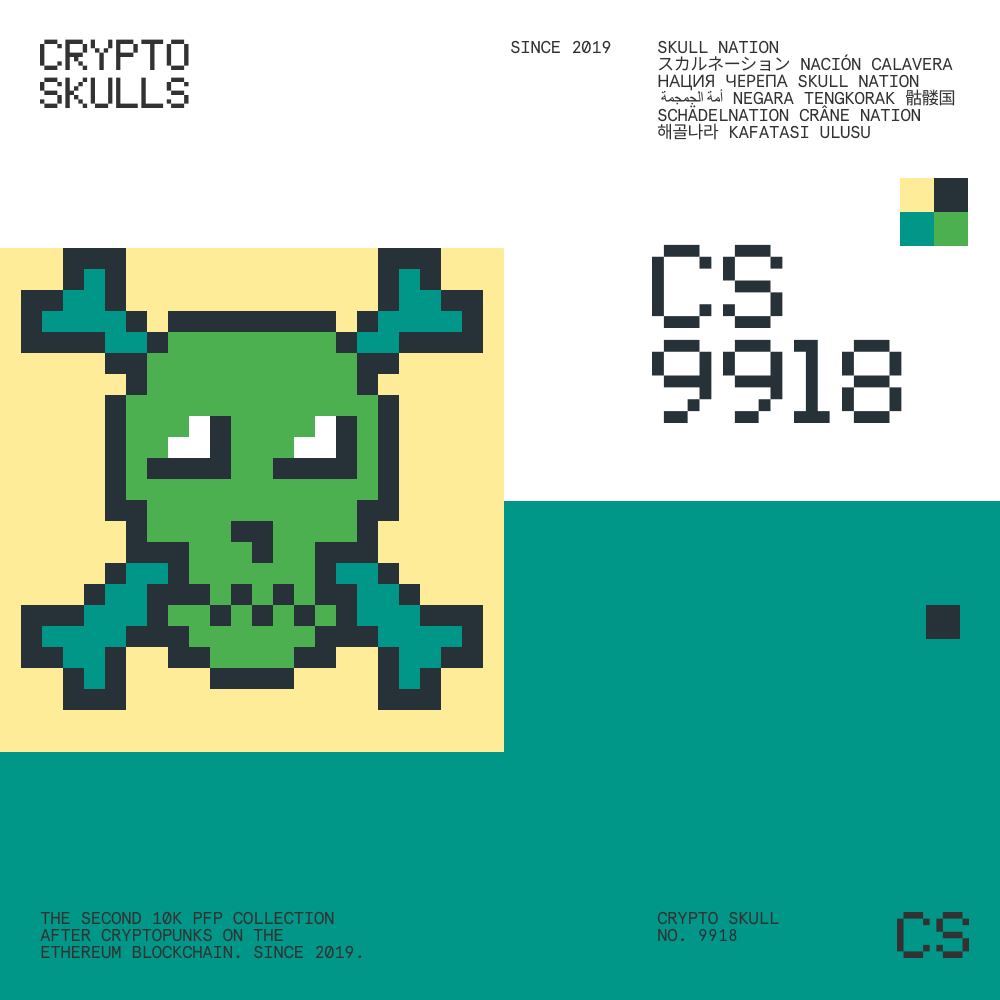 CRYPTO
SKULLS
SINCE 2019
SKULL NATION
スカルネーション NACIÓN CALAVERA
НАЦИЯ ЧЕРЕПА SKULL NATION
أمة الجمجمة NEGARA TENGKORAK 骷髅国
SCHÄDELNATION CRÂNE NATION
해골나라 KAFATASI ULUSU
CS
9918
THE SECOND 10K PFP COLLECTION
AFTER CRYPTOPUNKS ON THE
ETHEREUM BLOCKCHAIN. SINCE 2019.
CRYPTO SKULL
NO. 9918
CS